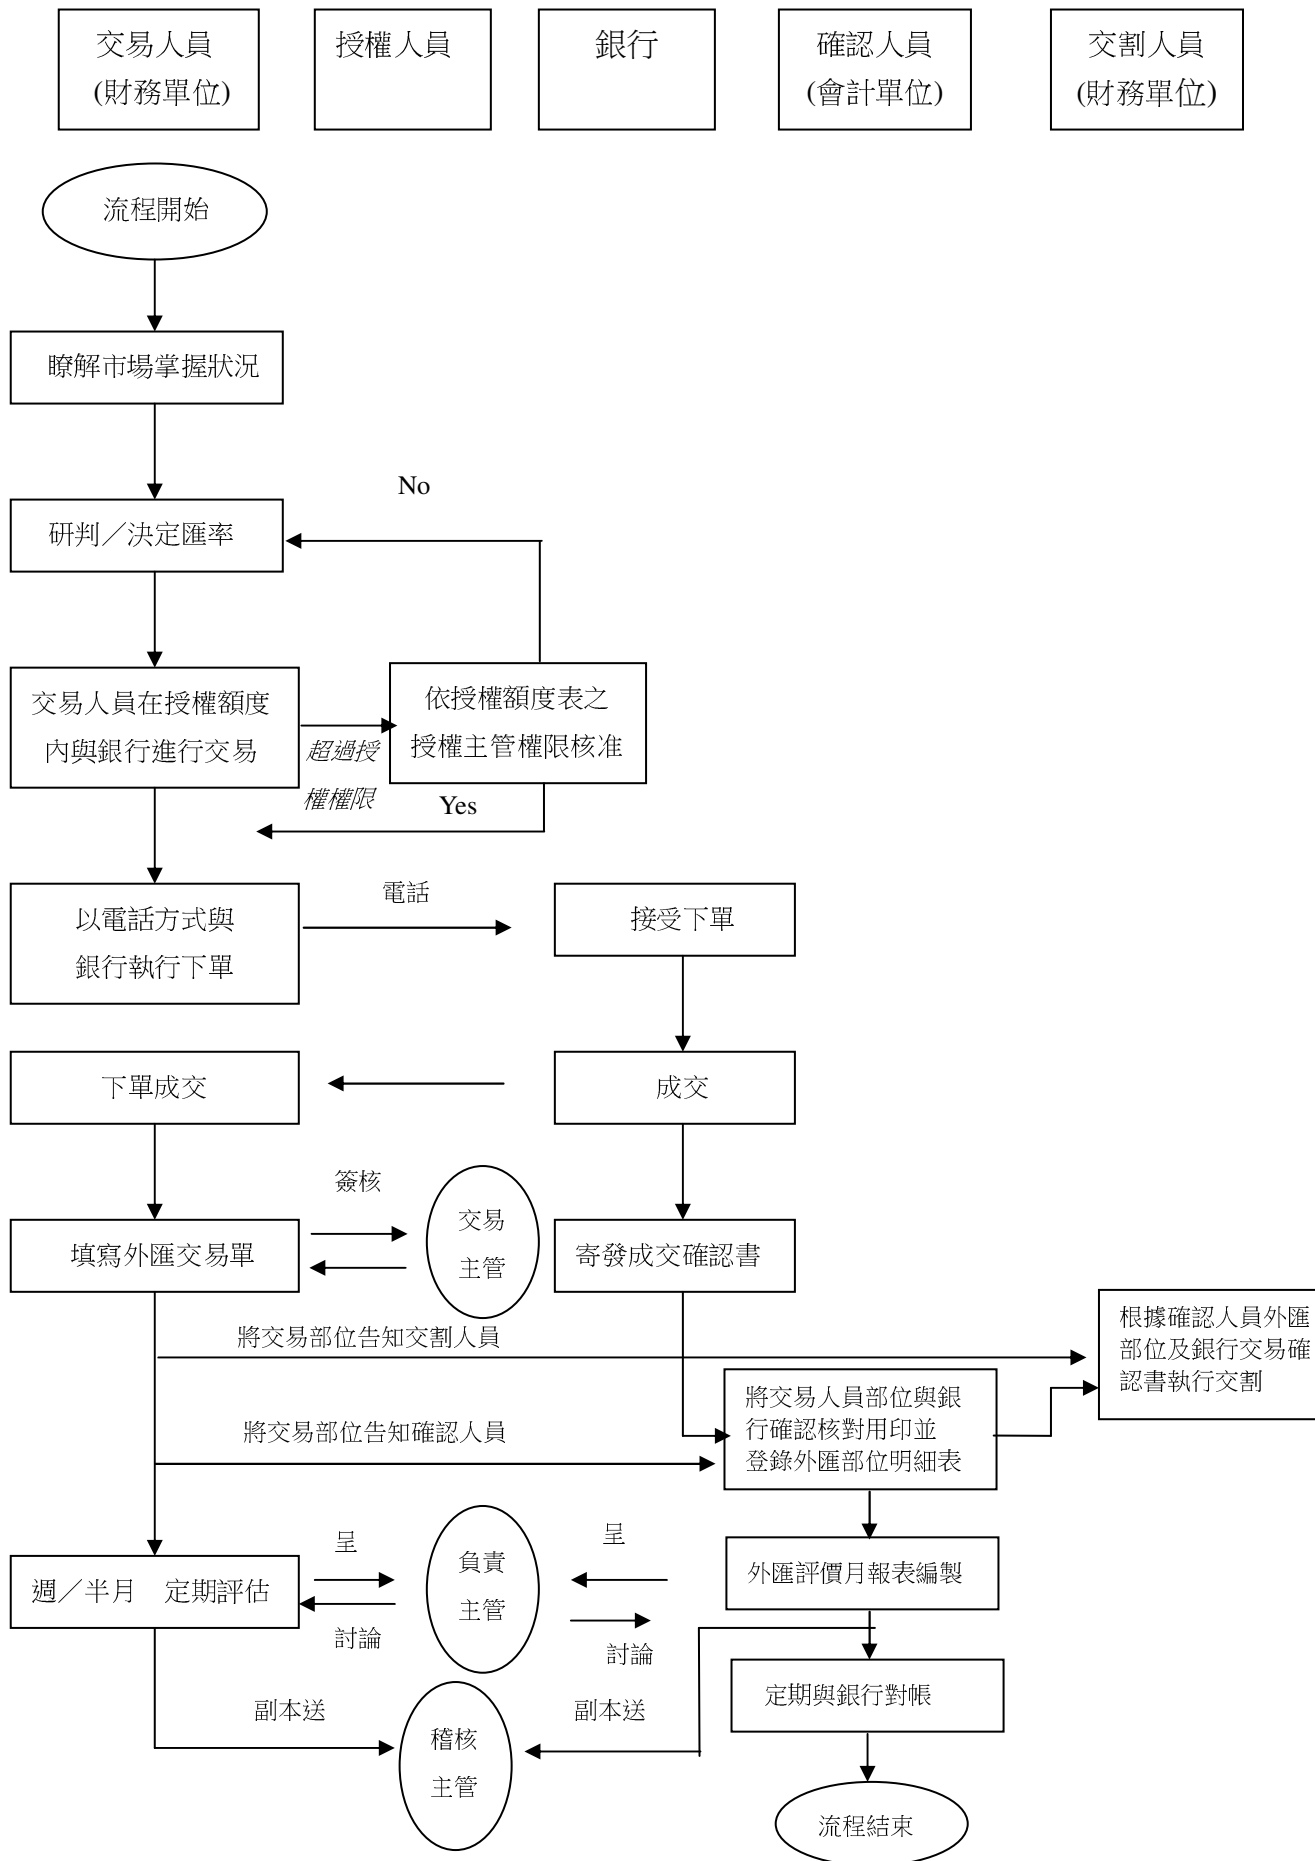 交易人員
(財務單位)
授權人員
銀行
確認人員
(會計單位)
交割人員
(財務單位)
流程開始
瞭解市場掌握狀況
No
研判／決定匯率
交易人員在授權額度
內與銀行進行交易
超過授
權權限
依授權額度表之
授權主管權限核准
Yes
以電話方式與
銀行執行下單
電話
接受下單
下單成交
成交
簽核
填寫外匯交易單
交易
主管
寄發成交確認書
將交易部位告知交割人員
根據確認人員外匯
部位及銀行交易確
認書執行交割
將交易人員部位與銀
行確認核對用印並
登錄外匯部位明細表
將交易部位告知確認人員
呈
負責
主管
呈
週／半月　定期評估
外匯評價月報表編製
討論
討論
副本送
稽核
主管
副本送
定期與銀行對帳
流程結束